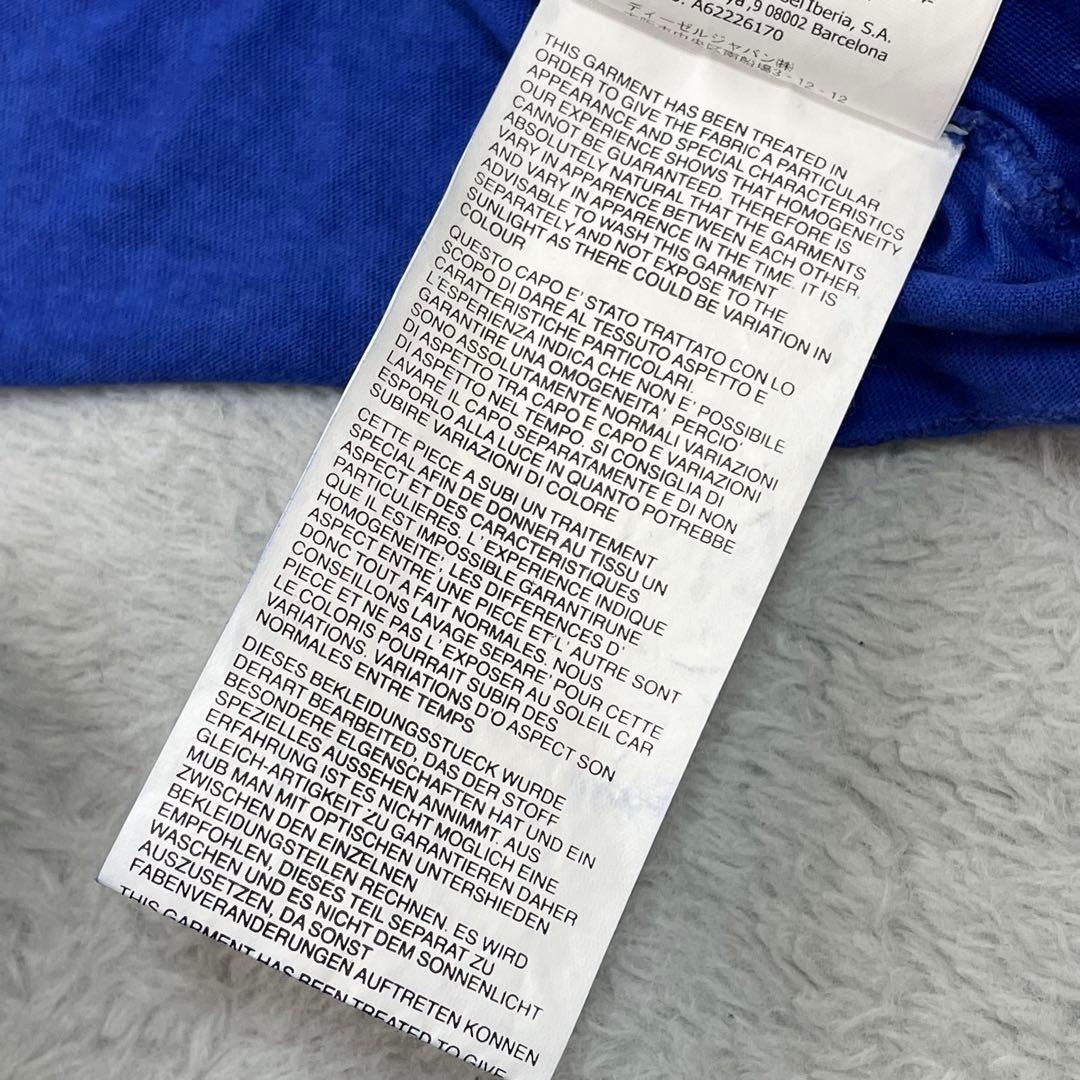 Iberia, S.A.
,9 08002 Barcelona
A62226170
ディーゼルジャパン㈱
南船場3-12-12
THIS GARMENT HAS BEEN TREATED IN
ORDER TO GIVE THE FABRIC A PARTICULAR
APPEARANCE AND SPECIAL CHARACTERISTICS
OUR EXPERIENCE SHOWS THAT HOMOGENEITY
CANNOT BE GUARANTEED. THEREFORE IS
ABSOLUTELY NATURAL THAT THE GARMENTS
VARY IN APPARENCE BETWEEN EACH OTHER.
AND VARY IN APPARENCE IN THE TIME. IT IS
ADVISABLE TO WASH THIS GARMENT
SEPARATELY AND NOT EXPOSE TO THE
SUNLIGHT AS THERE COULD BE VARIATION IN
COLOUR
QUESTO CAPO E' STATO TRATTATO CON LO
SCOPO DI DARE AL TESSUTO ASPETTO E
CARATTERISTICHE PARTICOLARI.
L'ESPERIENZA INDICA CHE NON E' POSSIBILE
GARANTIRE UNA OMOGENEITA', PERCIO'
SONO ASSOLUTAMENTE NORMALI VARIAZIONI
DI ASPETTO TRA CAPO E CAPO E VARIAZIONI
D'ASPETTO NEL TEMPO. SI CONSIGLIA DI
LAVARE IL CAPO SEPARATAMENTE E DI NON
ESPORLO ALLA LUCE IN QUANTO POTREBBE
SUBIRE VARIAZIONI DI COLORE
CETTE PIECE A SUBI UN TRAITEMENT
SPECIAL AFIN DE DONNER AU TISSU UN
ASPECT ET DES CARACTERISTIQUES
PARTICULIERES. L'EXPERIENCE INDIQUE
QUE IL EST IMPOSSIBLE GARANTIRUNE
HOMOGENEITE', LES DIFFERENCES D'
ASPECT ENTRE UNE PIECE ET L'AUTRE SONT
DONC TOUT A FAIT NORMALES. NOUS
CONSEILLONS LAVAGE SEPARE' POUR CETTE
PIECE ET NE PAS L'EXPOSER AU SOLEIL CAR
LE COLORIS POURRAIT SUBIR DES
VARIATIONS. VARIATIONS D'O ASPECT SON
NORMALES ENTRE TEMPS
DIESES BEKLEIDUNGSSTUECK WURDE
DERART BEARBEITED, DAS DER STOFF
BESONDERE ELGENSCHAFTEN HAT UND EIN
SPEZIELLES AUSSEHEN ANNIMMT. AUS
ERFAHRUNG IST ES NICHT MOGLICH EINE
GLEICH-ARTIGKEIT ZU GARANTIEREN DAHER
MUB MAN MIT OPTISCHEN UNTERSHIEDEN
ZWISCHEN DEN EINZELNEN
BEKLEIDUNGSTEILEN RECHNEN. ES WIRD
EMPFOHLEN, DIESES TEIL SEPARAT ZU
WASCHEN UND ES NICHT DEM SONNENLICHT
AUSZUSETZEN, DA SONST
FABENVERANDERUNGEN AUFTRETEN KONNEN
THIS GARMENT HAS BEEN TREATED TO GIVE